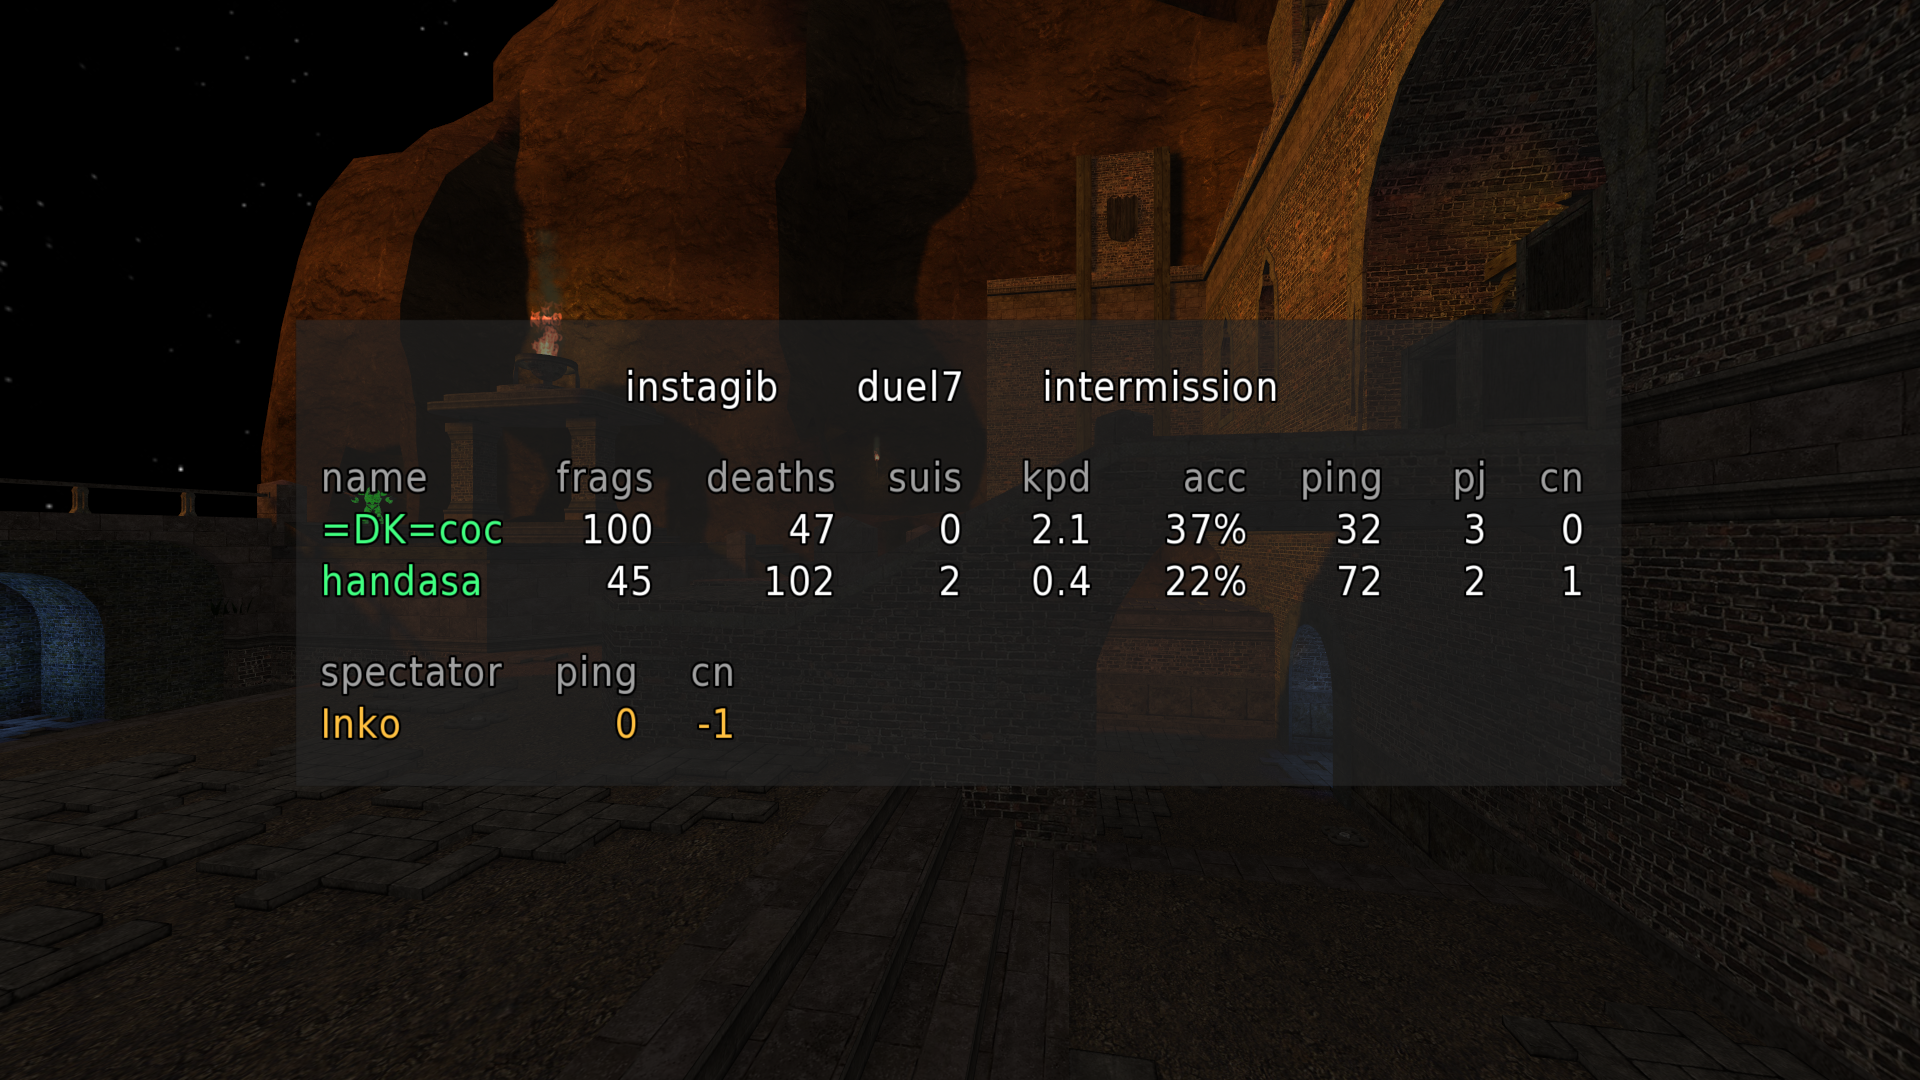 instagib duel7 intermission
name frags deaths suis kpd acc ping pj cn
=DK=coc 100 47 0 2.1 37% 32 3 0
handasa 45 102 2 0.4 22% 72 2 1
spectator ping cn
Inko 0 -1